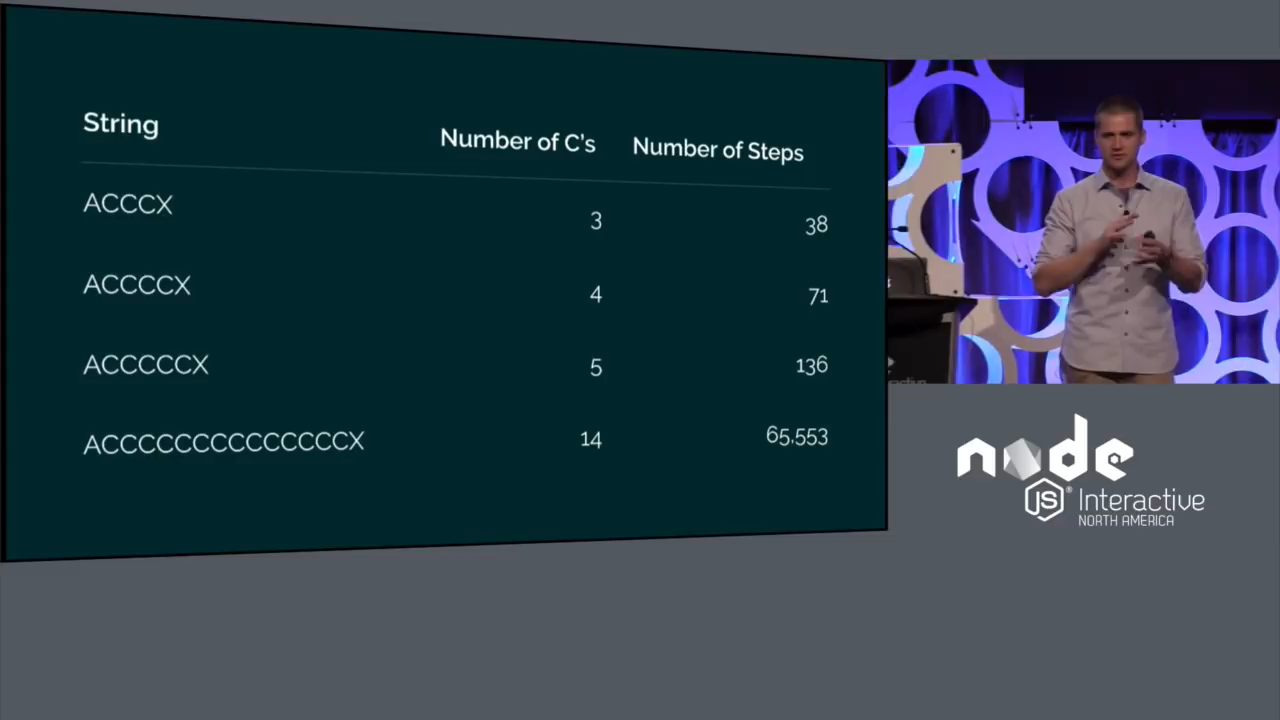 String Number of C's Number of Steps
ACCCX 3 38
ACCCCX 4 71
ACCCCCX 5 136
ACCCCCCCCCCCCCCX 14 65,553
node
JS® Interactive
NORTH AMERICA